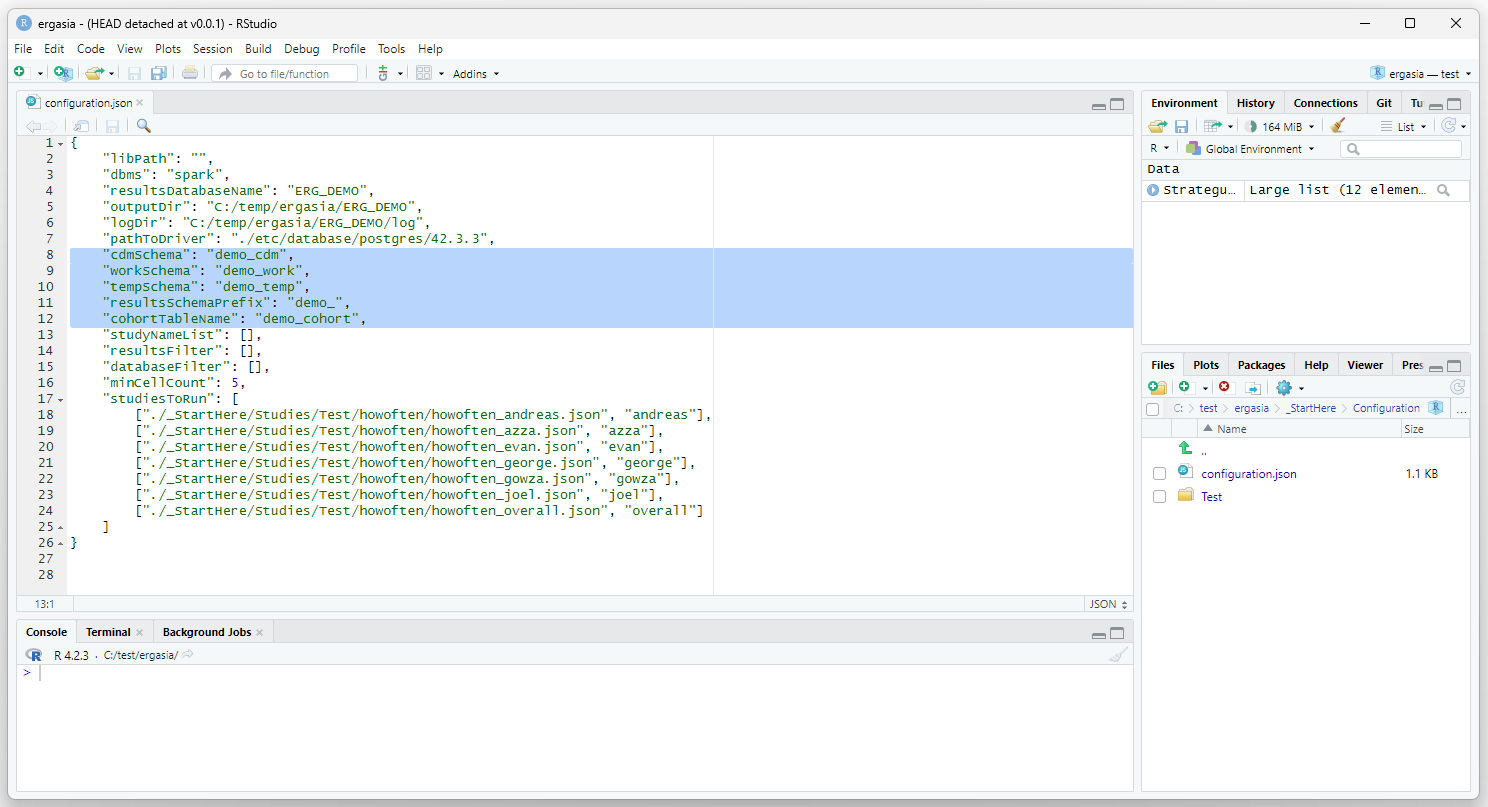 ergasia - (HEAD detached at v0.0.1) - RStudio
File Edit Code View Plots Session Build Debug Profile Tools Help
Go to file/function Addins ergasia — test
configuration.json
1 {
2 "libPath": "",
3 "dbms": "spark",
4 "resultsDatabaseName": "ERG_DEMO",
5 "outputDir": "C:/temp/ergasia/ERG_DEMO",
6 "logDir": "C:/temp/ergasia/ERG_DEMO/log",
7 "pathToDriver": "./etc/database/postgres/42.3.3",
8 "cdmSchema": "demo_cdm",
9 "workSchema": "demo_work",
10 "tempSchema": "demo_temp",
11 "resultsSchemaPrefix": "demo_",
12 "cohortTableName": "demo_cohort",
13 "studyNameList": [],
14 "resultsFilter": [],
15 "databaseFilter": [],
16 "minCellCount": 5,
17 "studiesToRun": [
18 ["./_StartHere/Studies/Test/howoften/howoften_andreas.json", "andreas"],
19 ["./_StartHere/Studies/Test/howoften/howoften_azza.json", "azza"],
20 ["./_StartHere/Studies/Test/howoften/howoften_evan.json", "evan"],
21 ["./_StartHere/Studies/Test/howoften/howoften_george.json", "george"],
22 ["./_StartHere/Studies/Test/howoften/howoften_gowza.json", "gowza"],
23 ["./_StartHere/Studies/Test/howoften/howoften_joel.json", "joel"],
24 ["./_StartHere/Studies/Test/howoften/howoften_overall.json", "overall"]
25 ]
26 }
27
28
13:1 JSON
Console Terminal Background Jobs
R 4.2.3 · C:/test/ergasia/
>
Environment History Connections Git Tu
164 MiB List
R Global Environment
Data
Strategu… Large list (12 elemen…
Files Plots Packages Help Viewer Pres
C: test ergasia _StartHere Configuration …
Name Size
..
configuration.json 1.1 KB
Test